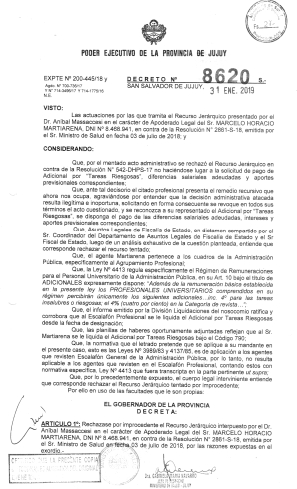 PODER EJECUTIVO DE LA PROVINCIA DE JUJUY
EXPTE Nº 200-445/18 y
DECRETO Nº 8620 S.-
SAN SALVADOR DE JUJUY, 31 ENE. 2019
N.E.
VISTO:
Las actuaciones por las que tramita el Recurso Jerárquico presentado por el
Dr. Aníbal Massaccesi en el carácter de Apoderado Legal del SR. MARCELO HORACIO
MARTIARENA, DNI Nº 8.468.941, en contra de la Resolución Nº 2861-S-18, emitida por
el Sr. Ministro de Salud en fecha 03 de julio de 2018; y
CONSIDERANDO:
Que, por el mentado acto administrativo se rechazó el Recurso Jerárquico en
contra de la Resolución Nº 542-DHPS-17 no haciéndose lugar a la solicitud de pago de
Adicional por "Tareas Riesgosas", diferencias salariales adeudadas y aportes
previsionales correspondientes;
Que, ante tal decisorio el citado profesional presenta el remedio recursivo que
ahora nos ocupa, agraviándose por entender que la decisión administrativa atacada
resulta ilegítima e inoportuna, solicitando en forma consecuente se revoque en todos sus
términos el acto cuestionado, y se reconozca a su representado el Adicional por "Tareas
Riesgosas", se disponga el pago de las diferencias salariales adeudadas, intereses y
aportes previsionales correspondientes;
Que, Asuntos Legales de Fiscalía de Estado, en dictamen compartido por el
Sr. Coordinador del Departamento de Asuntos Legales de Fiscalía de Estado y el Sr.
Fiscal de Estado, luego de un análisis exhaustivo de la cuestión planteada, entiende que
corresponde rechazar el recurso tentado;
Que, el agente Martiarena pertenece a los cuadros de la Administración
Pública, específicamente al Agrupamiento Profesional;
Que, la Ley Nº 4413 regula específicamente el Régimen de Remuneraciones
para el Personal Universitario de la Administración Pública, en su Art. 10 bajo el título de
ADICIONALES expresamente dispone: "Además de la remuneración básica establecida
en la presente ley los PROFESIONALES UNIVERSITARIOS comprendidos en su
régimen percibirán únicamente los siguientes adicionales...inc. 4º para las tareas
insalubres o riesgosas, el 4% (cuatro por ciento) en la Categoría de revista ...";
Que, el informe emitido por la División Liquidaciones del nosocomio ratifica y
corrobora que el Escalafón Profesional se le liquida el Adicional por Tareas Riesgosas
desde la fecha de designación;
Que, las planillas de haberes oportunamente adjuntadas reflejan que al Sr.
Martiarena se le liquida el Adicional de Tareas Riesgosas bajo el Código 790;
Que, la normativa que el letrado pretende que se aplique a su mandante en
el presente caso, esto es las Leyes Nº 3989/83 y 4137/85, es de aplicación a los agentes
que revisten Escalafón General de la Administración Pública, por lo tanto, no resulta
aplicable a los agentes que revisten en el Escalafón Profesional, contando estos con
normativa específica, Ley Nº 4413 que fuera transcripta en la parte pertinente ut supra;
Que, por lo precedentemente expuesto, el cuerpo legal interviniente entiende
que corresponde rechazar el Recurso Jerárquico tentado por improcedente;
Por ello en uso de las facultades que le son propias;
EL GOBERNADOR DE LA PROVINCIA
DECRETA:
ARTÍCULO 1º: Rechazase por improcedente el Recurso Jerárquico interpuesto por el Dr.
Aníbal Massaccesi en el carácter de Apoderado Legal del SR. MARCELO HORACIO
MARTIARENA, DNI Nº 8.468.941, en contra de la Resolución Nº 2861-S-18, emitida por
el Sr. Ministro de Salud en fecha 03 de julio de 2018, por las razones expuestas en el
exordio.-